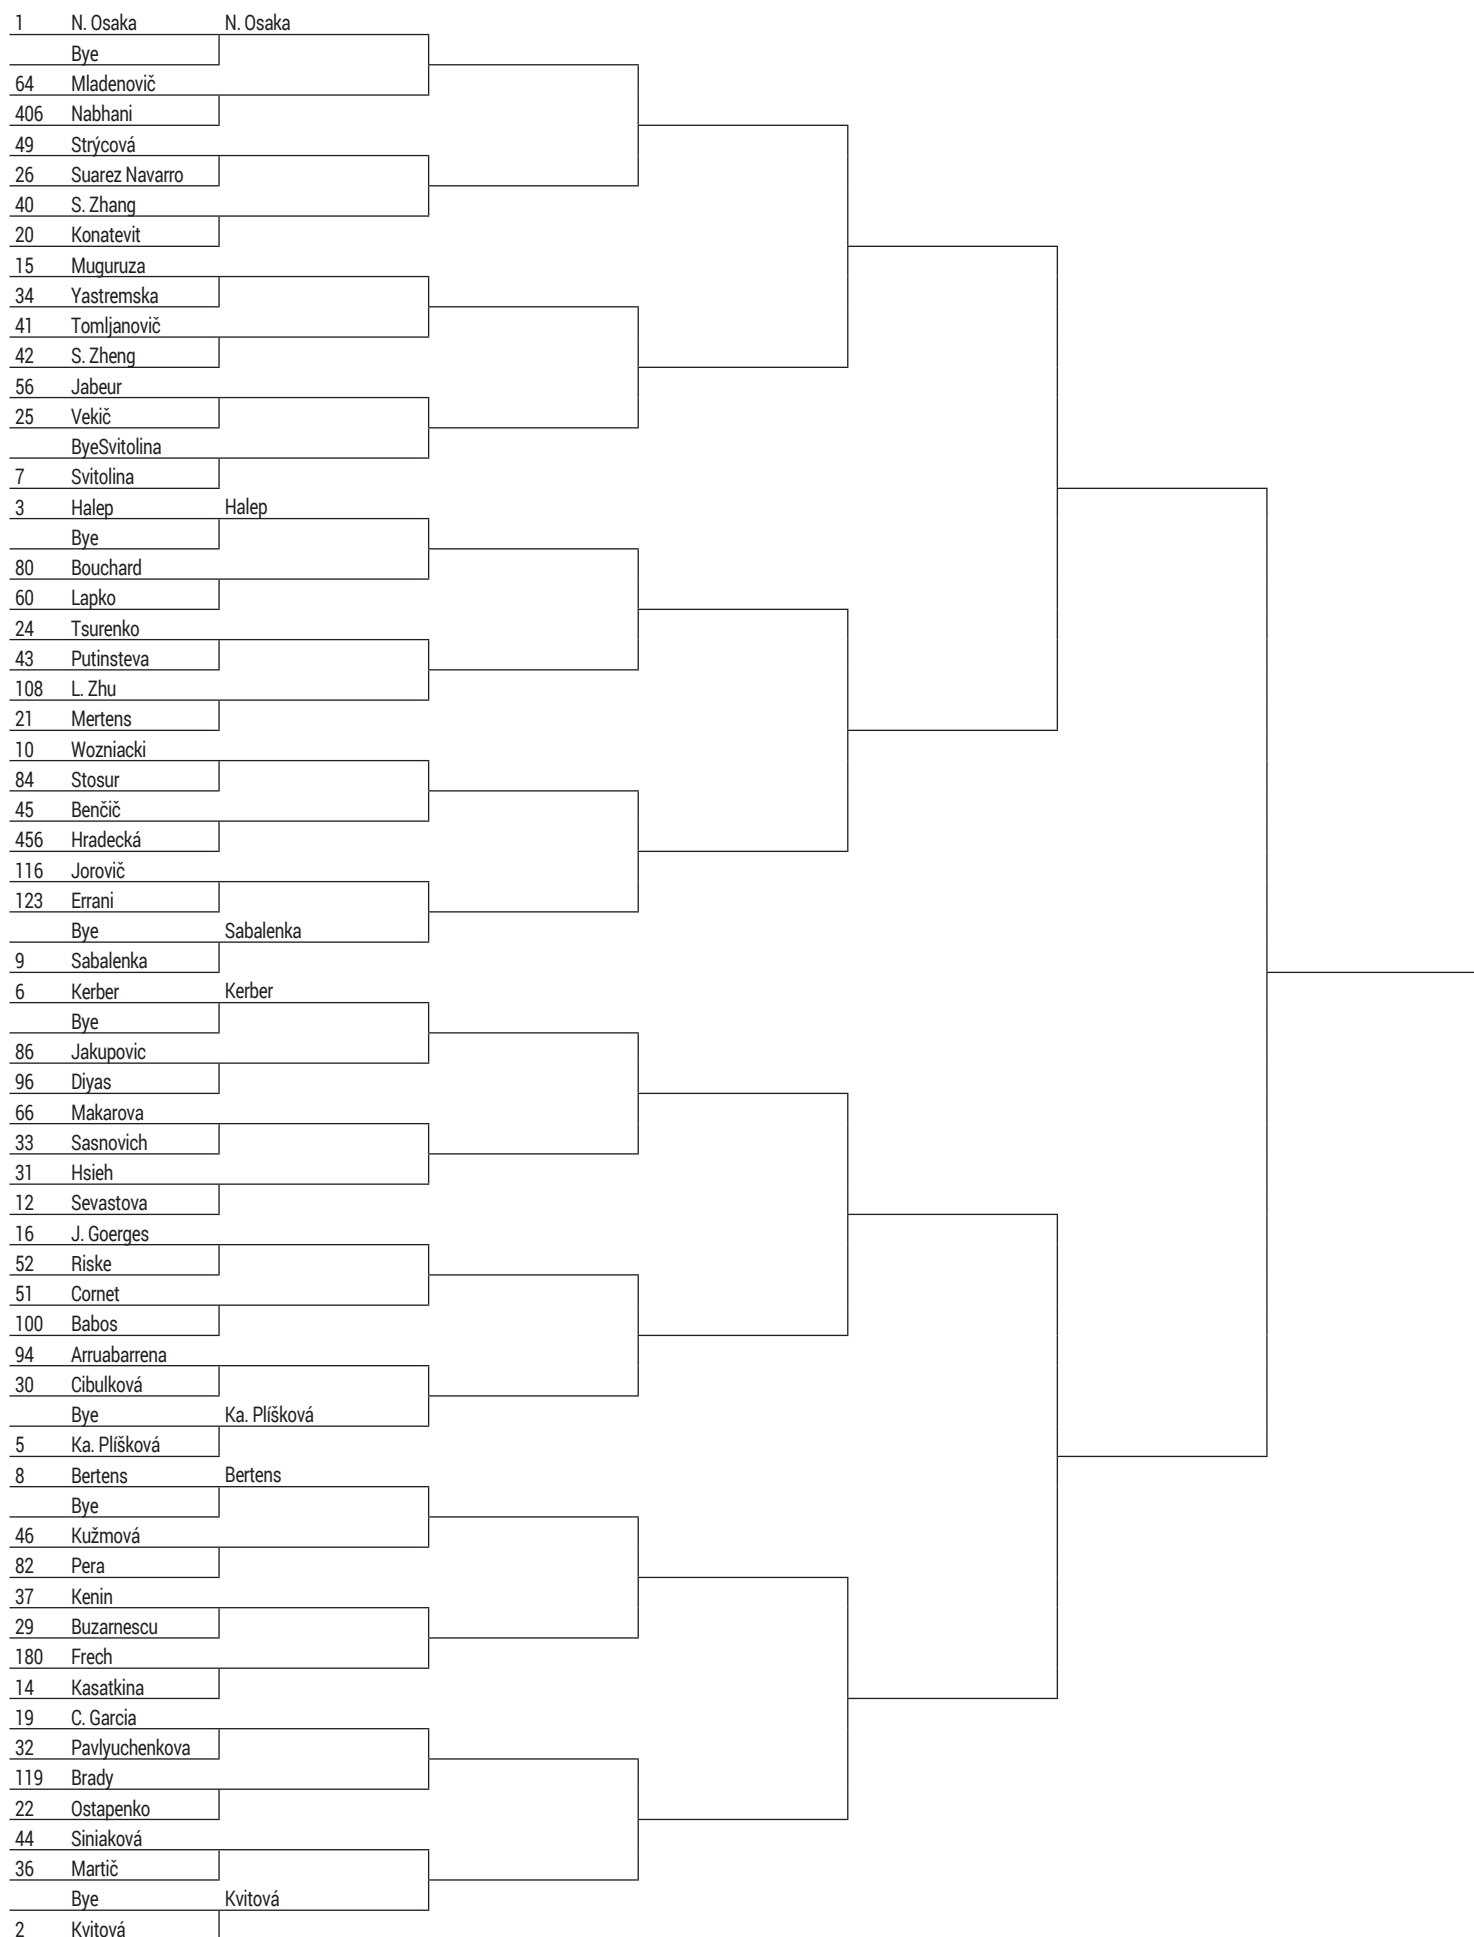 1 N. Osaka N. Osaka
Bye
64 Mladenovič
406 Nabhani
49 Strýcová
26 Suarez Navarro
40 S. Zhang
20 Konatevit
15 Muguruza
34 Yastremska
41 Tomljanovič
42 S. Zheng
56 Jabeur
25 Vekič
ByeSvitolina
7 Svitolina
3 Halep Halep
Bye
80 Bouchard
60 Lapko
24 Tsurenko
43 Putinsteva
108 L. Zhu
21 Mertens
10 Wozniacki
84 Stosur
45 Benčič
456 Hradecká
116 Jorovič
123 Errani
Bye Sabalenka
9 Sabalenka
6 Kerber Kerber
Bye
86 Jakupovic
96 Diyas
66 Makarova
33 Sasnovich
31 Hsieh
12 Sevastova
16 J. Goerges
52 Riske
51 Cornet
100 Babos
94 Arruabarrena
30 Cibulková
Bye Ka. Plíšková
5 Ka. Plíšková
8 Bertens Bertens
Bye
46 Kužmová
82 Pera
37 Kenin
29 Buzarnescu
180 Frech
14 Kasatkina
19 C. Garcia
32 Pavlyuchenkova
119 Brady
22 Ostapenko
44 Siniaková
36 Martič
Bye Kvitová
2 Kvitová